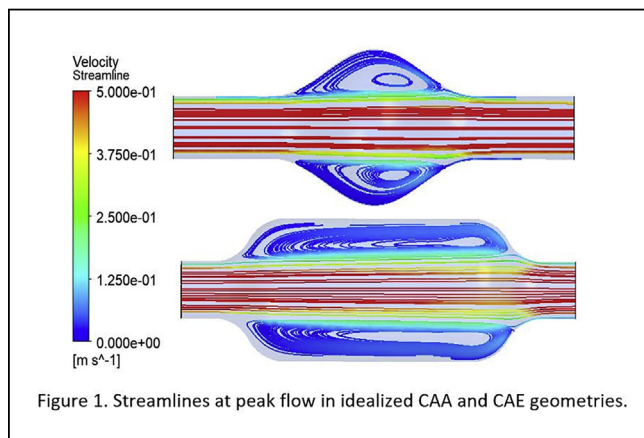 Velocity
Streamline
5.000e-01
3.750e-01
2.500e-01
1.250e-01
0.000e+00
[m s^-1]
Figure 1. Streamlines at peak flow in idealized CAA and CAE geometries.